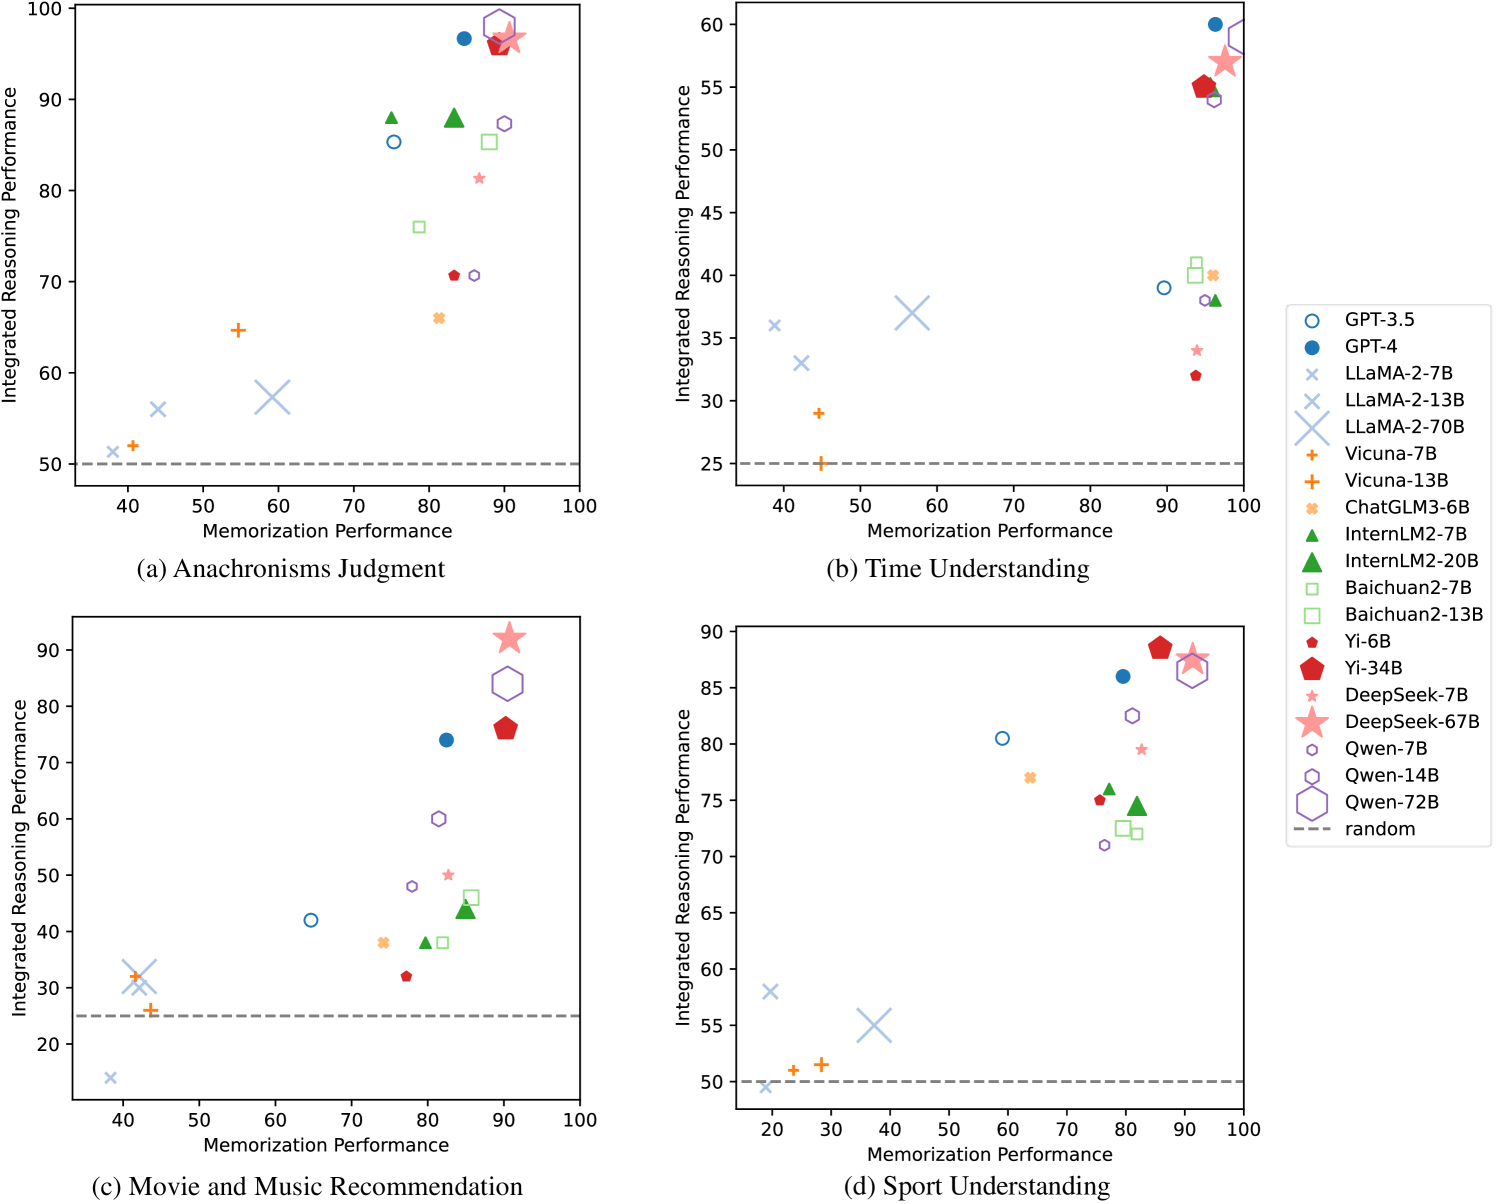 Integrated Reasoning Performance
100
90
80
70
60
50
40 50 60 70 80 90 100
Memorization Performance
(a) Anachronisms Judgment
Integrated Reasoning Performance
60
55
50
45
40
35
30
25
40 50 60 70 80 90 100
Memorization Performance
(b) Time Understanding
Integrated Reasoning Performance
90
80
70
60
50
40
30
20
40 50 60 70 80 90 100
Memorization Performance
(c) Movie and Music Recommendation
Integrated Reasoning Performance
90
85
80
75
70
65
60
55
50
20 30 40 50 60 70 80 90 100
Memorization Performance
(d) Sport Understanding
GPT-3.5
GPT-4
LLaMA-2-7B
LLaMA-2-13B
LLaMA-2-70B
Vicuna-7B
Vicuna-13B
ChatGLM3-6B
InternLM2-7B
InternLM2-20B
Baichuan2-7B
Baichuan2-13B
Yi-6B
Yi-34B
DeepSeek-7B
DeepSeek-67B
Qwen-7B
Qwen-14B
Qwen-72B
random